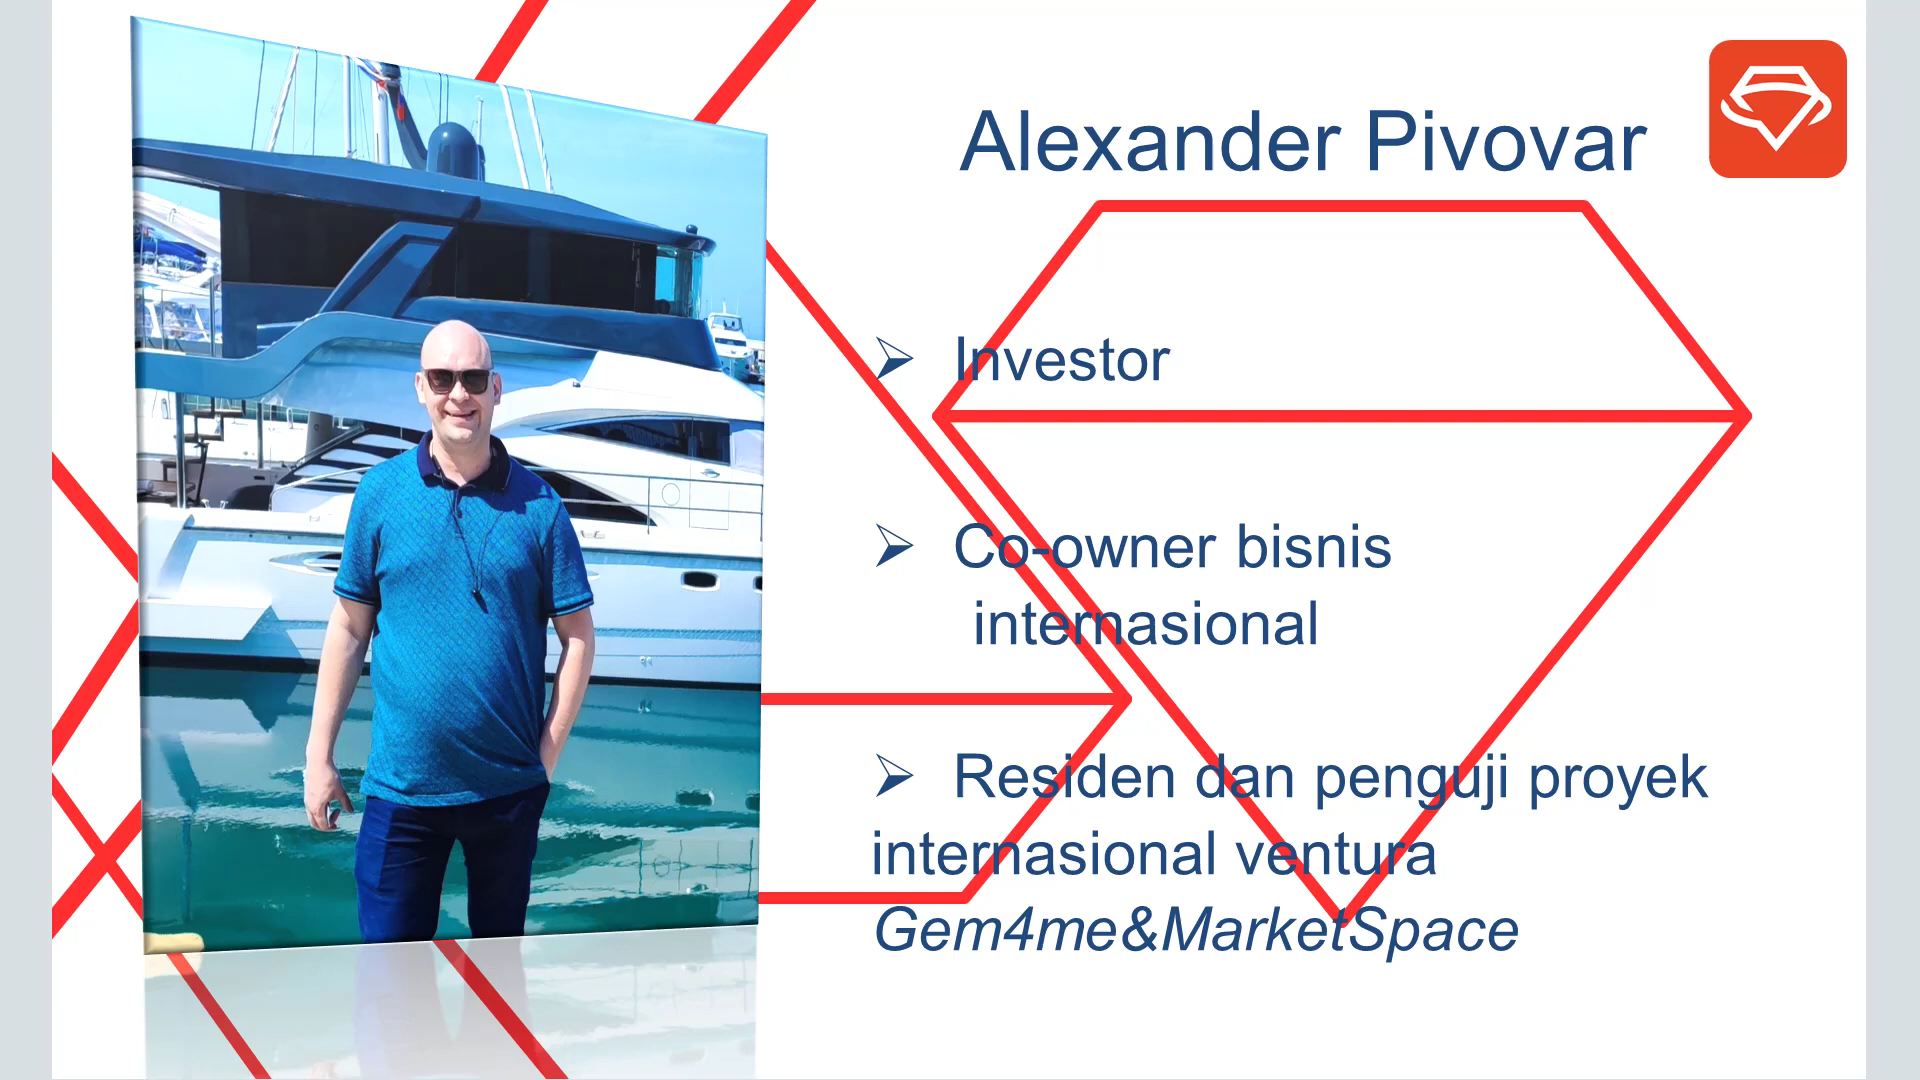 Alexander Pivovar
➢ Investor
➢ Co-owner bisnis
internasional
➢ Residen dan penguji proyek
internasional ventura
Gem4me&MarketSpace